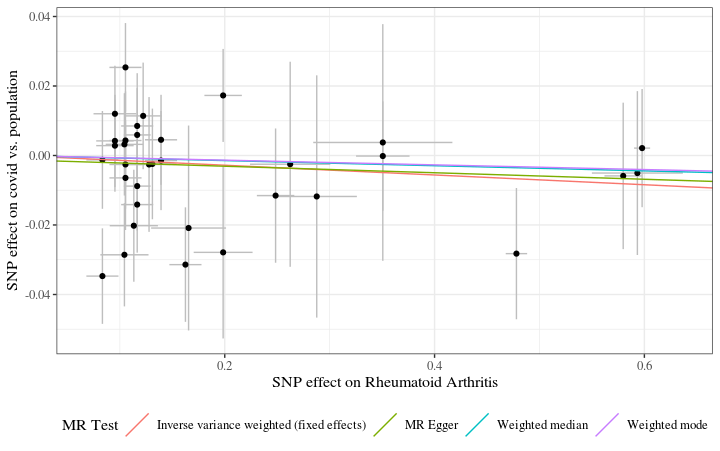 0.04
0.02
0.00
-0.02
-0.04
SNP effect on covid vs. population
0.2
0.4
0.6
SNP effect on Rheumatoid Arthritis
MR Test
Inverse variance weighted (fixed effects)
MR Egger
Weighted median
Weighted mode